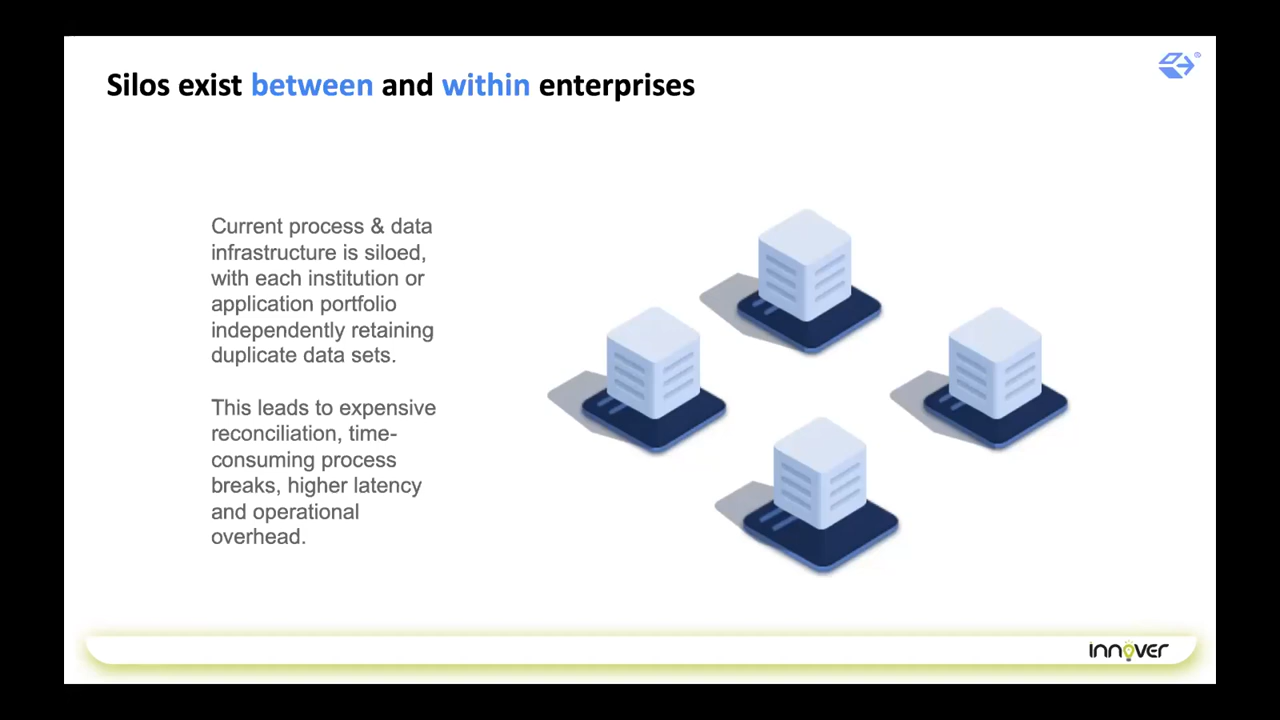 Silos exist between and within enterprises
Current process & data
infrastructure is siloed,
with each institution or
application portfolio
independently retaining
duplicate data sets.
This leads to expensive
reconciliation, time-
consuming process
breaks, higher latency
and operational
overhead.
innover